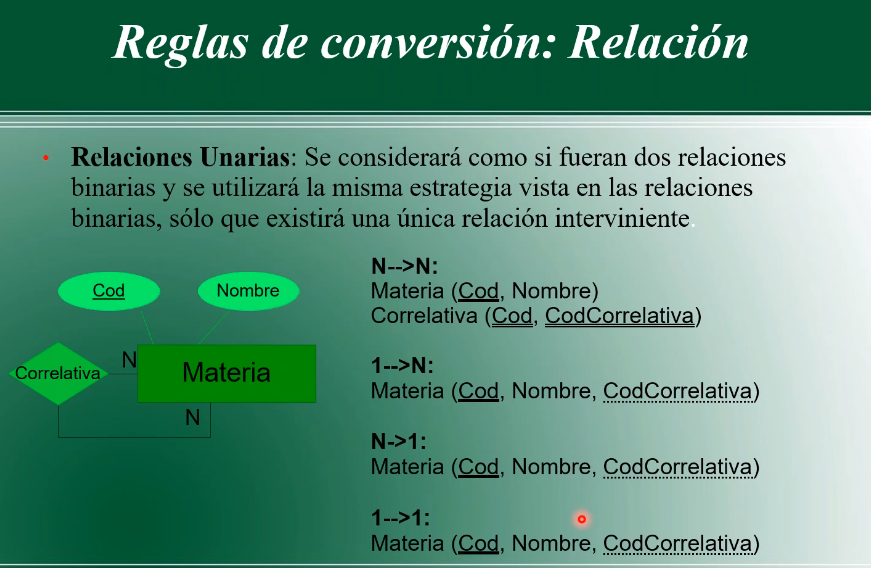 Reglas de conversión: Relación
• Relaciones Unarias: Se considerará como si fueran dos relaciones
binarias y se utilizará la misma estrategia vista en las relaciones
binarias, sólo que existirá una única relación interviniente.
Cod
Nombre
Correlativa
N
Materia
N
N-->N:
Materia (Cod, Nombre)
Correlativa (Cod, CodCorrelativa)
1-->N:
Materia (Cod, Nombre, CodCorrelativa)
N->1:
Materia (Cod, Nombre, CodCorrelativa)
1-->1:
Materia (Cod, Nombre, CodCorrelativa)